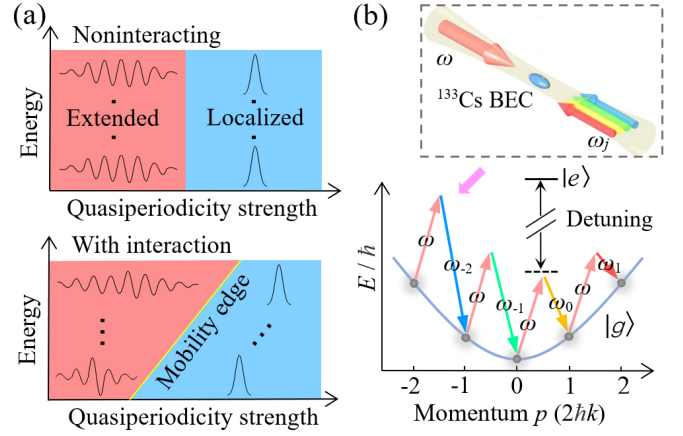 (a)
Noninteracting
Energy
Extended
Localized
Quasiperiodicity strength
With interacting
Energy
Mobility edge
Quasiperiodicity strength
(b)
ω
¹³³Cs BEC
ωⱼ
|e⟩
Detuning
E / ħ
ω
ω₋₂
ω
ω₋₁
ω
ω₀
ω
ω₁
|g⟩
-2 -1 0 1 2
Momentum p (2ħk)